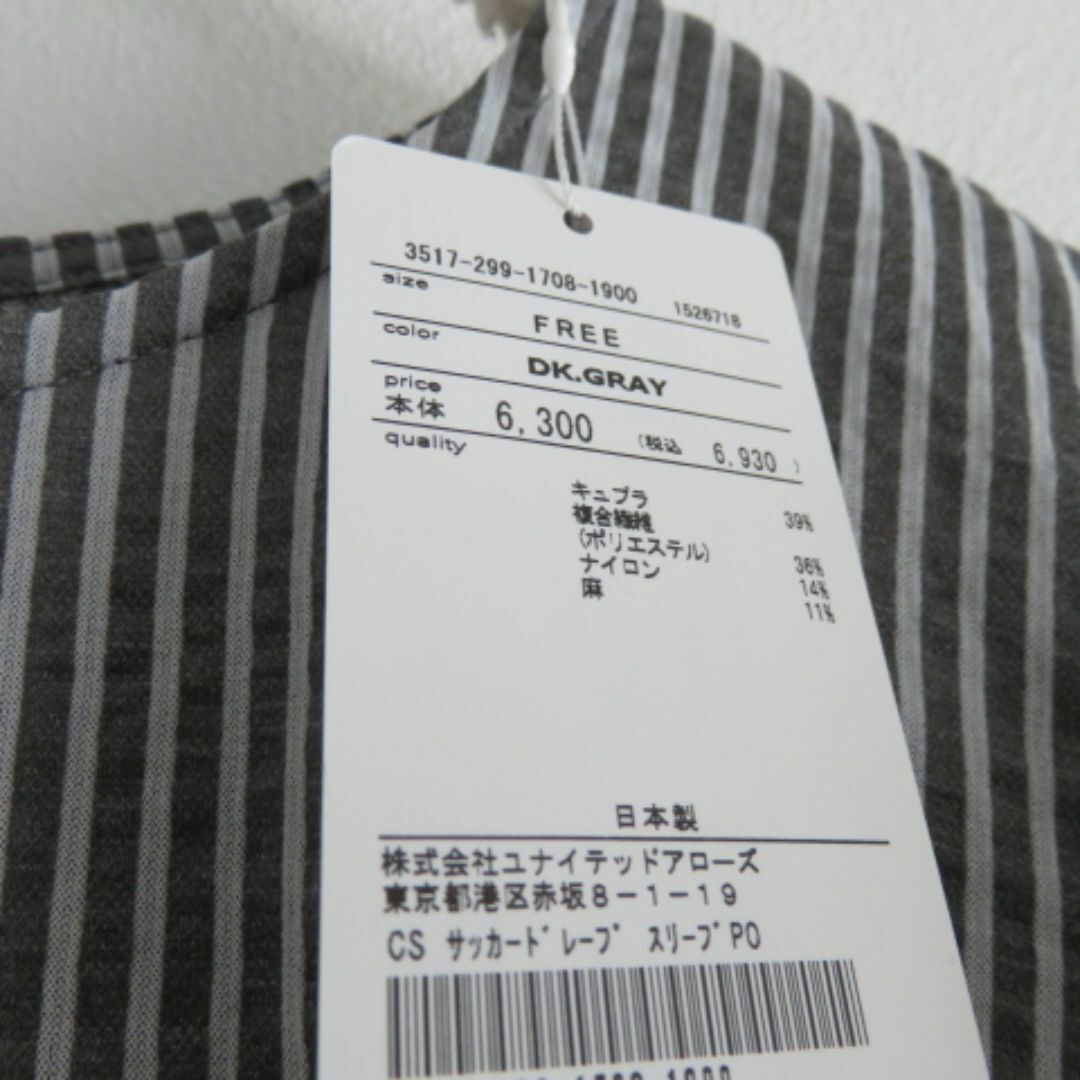 3517-299-1708-1900 1526718
size
FREE
color
DK.GRAY
price
本体 6,300 (税込 6,930 )
quality
キュプラ 39%
複合繊維
(ポリエステル) 36%
ナイロン 14%
麻 11%
日本製
株式会社ユナイテッドアローズ
東京都港区赤坂8-1-19
CS サッカードレープ スリーブPO